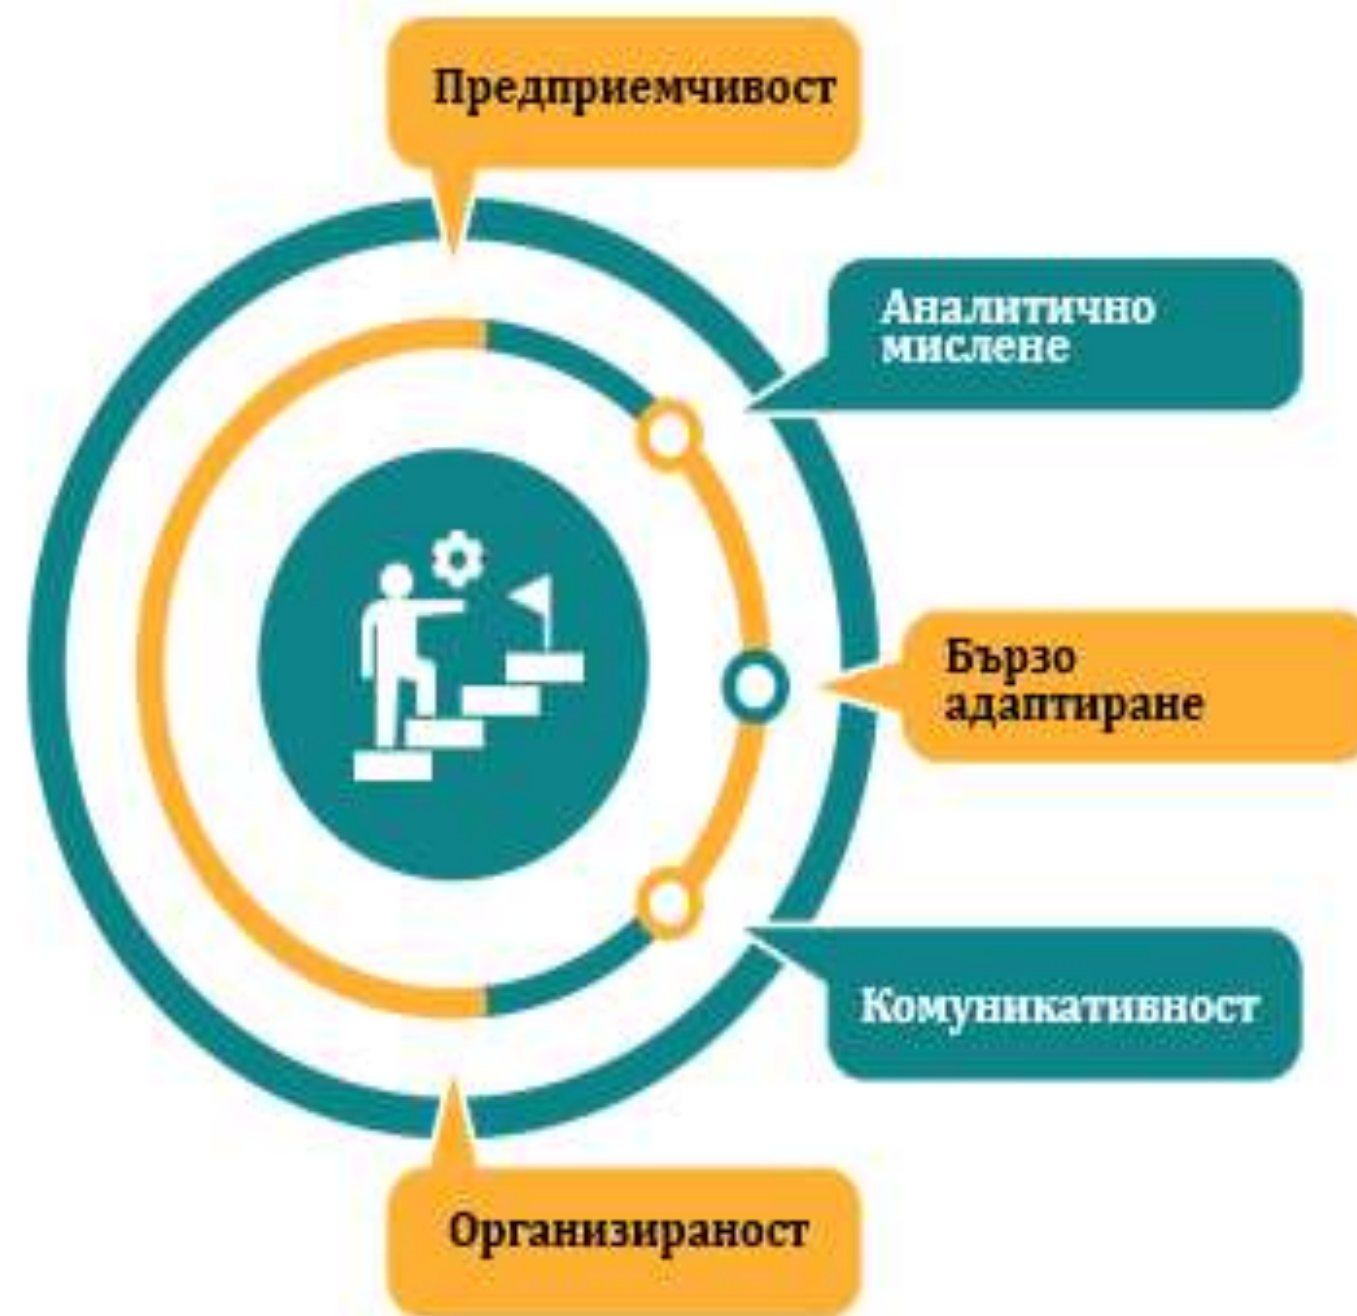 Предприемчивост
Аналитично
мислене
Бързо
адаптиране
Комуникативност
Организираност